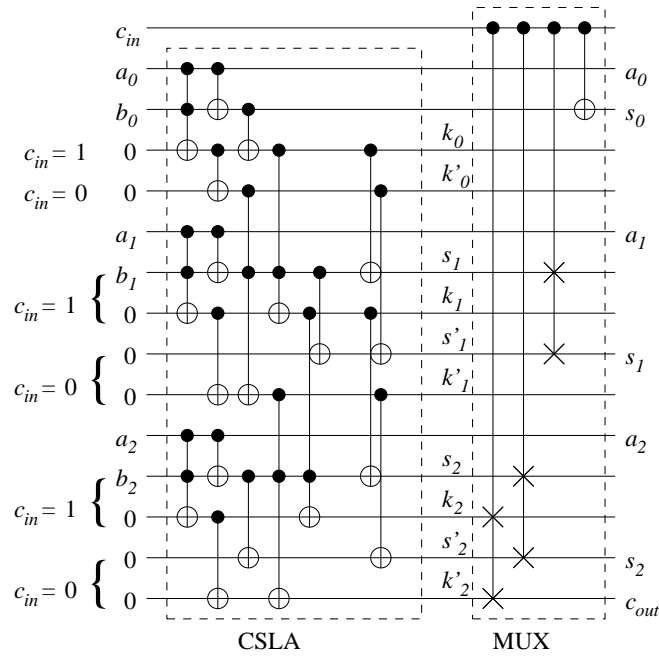 c_in
a_0 a_0
b_0 s_0
c_in = 1 0 k_0
c_in = 0 0 k'_0
a_1 a_1
b_1 s_1
c_in = 1 { 0 k_1
0 s'_1 s_1
c_in = 0 { 0 k'_1
a_2 a_2
b_2 s_2
c_in = 1 { 0 k_2
0 s'_2 s_2
c_in = 0 { 0 k'_2 c_out
CSLA MUX